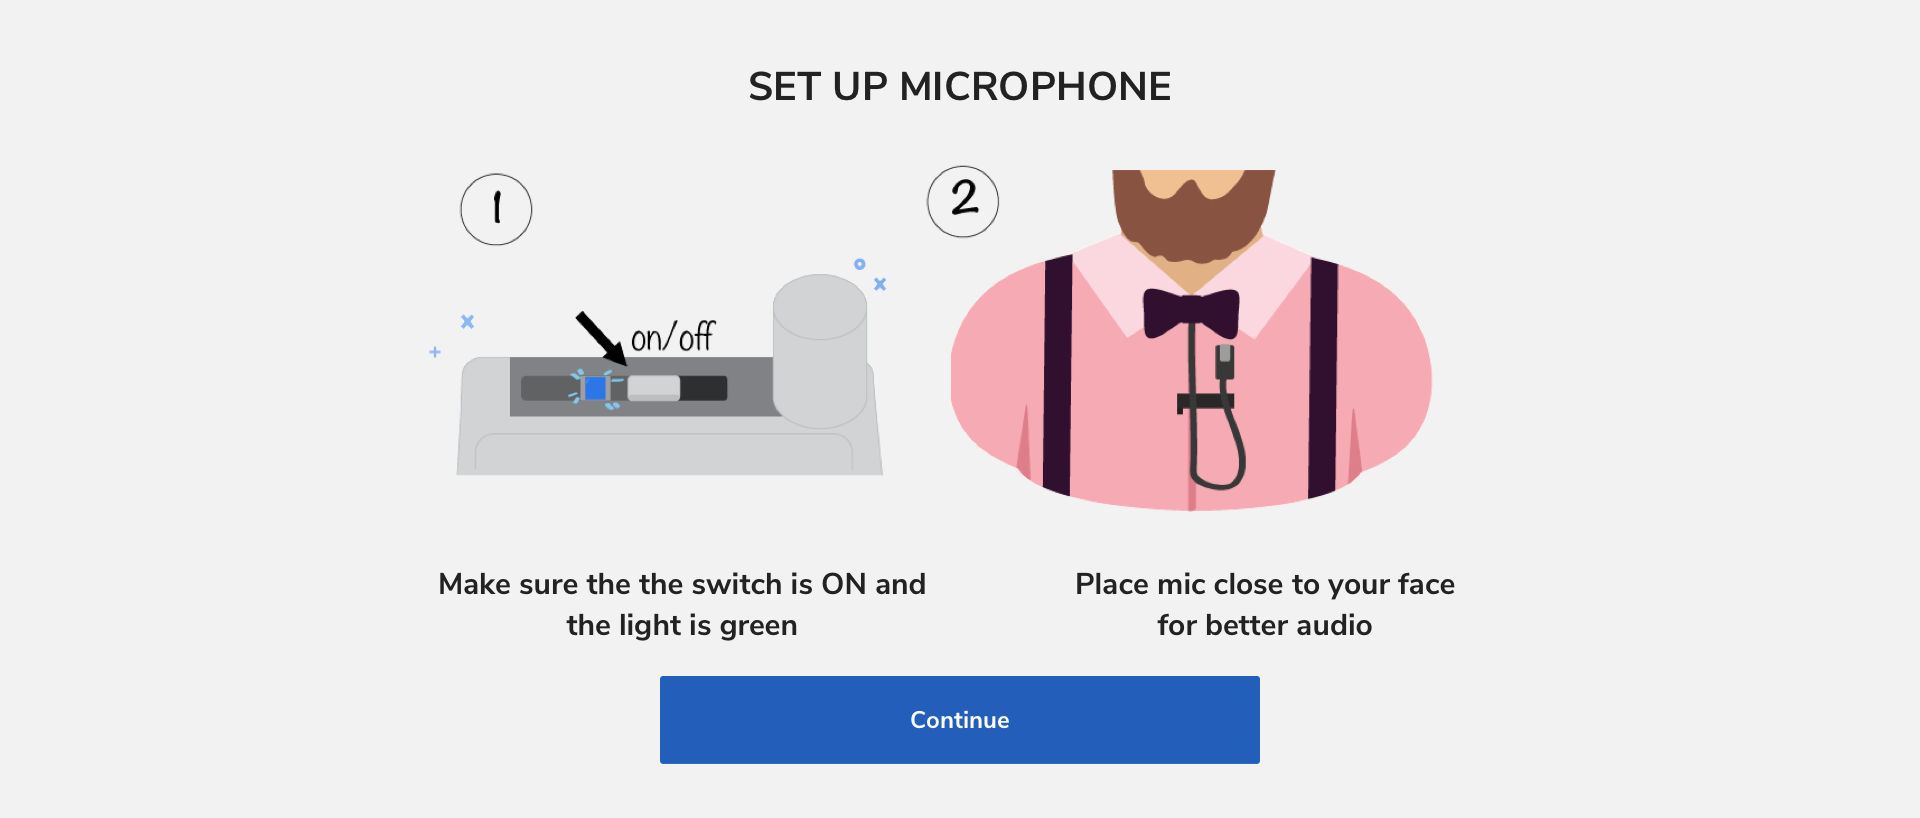 SET UP MICROPHONE
1
2
on/off
Make sure the the switch is ON and
the light is green
Place mic close to your face
for better audio
Continue